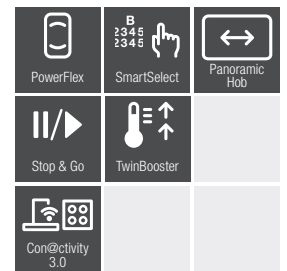 B
2345
2345
PowerFlex
SmartSelect
Panoramic
Hob
Stop & Go
TwinBooster
Con@ctivity
3.0